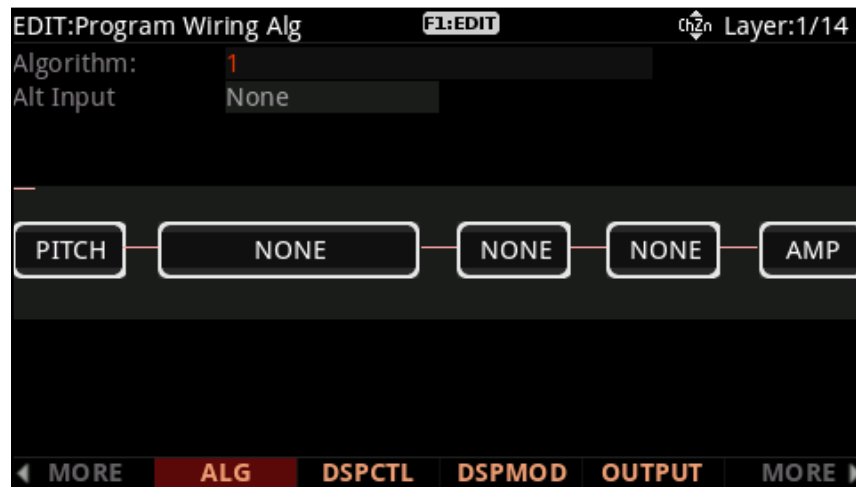 EDIT:Program Wiring Alg F1:EDIT ChZn Layer:1/14
Algorithm: 1
Alt Input None
PITCH NONE NONE NONE AMP
MORE ALG DSPCTL DSPMOD OUTPUT MORE